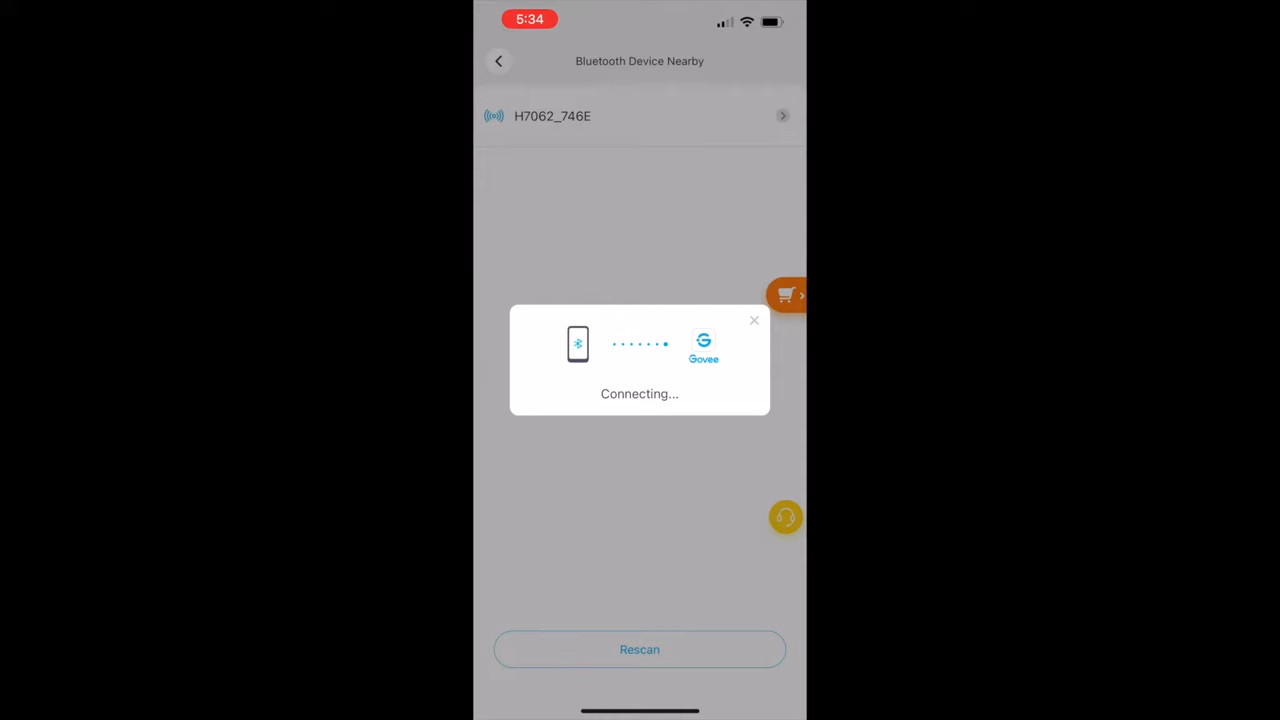 5:34
Bluetooth Device Nearby
H7062_746E
Govee
Connecting...
Rescan